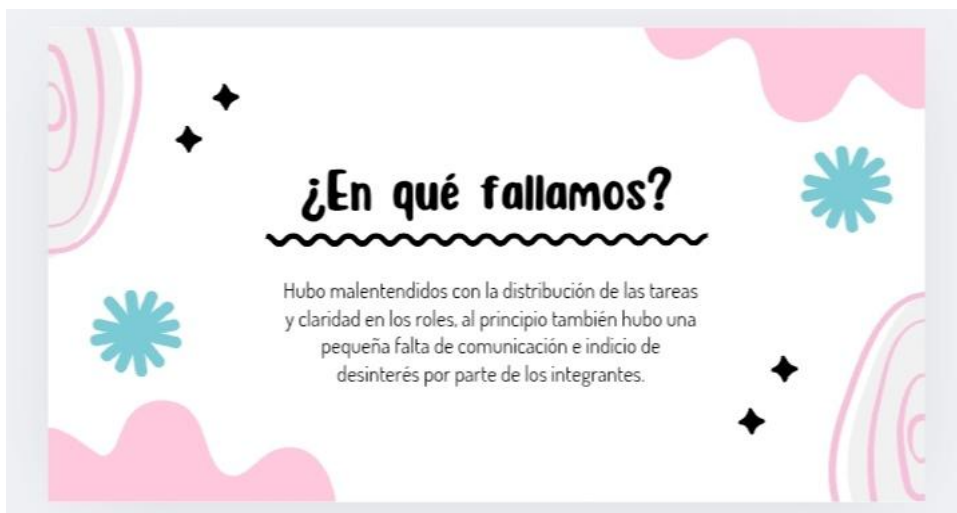 ¿En qué fallamos?
Hubo malentendidos con la distribución de las tareas
y claridad en los roles, al principio también hubo una
pequeña falta de comunicación e indicio de
desinterés por parte de los integrantes.